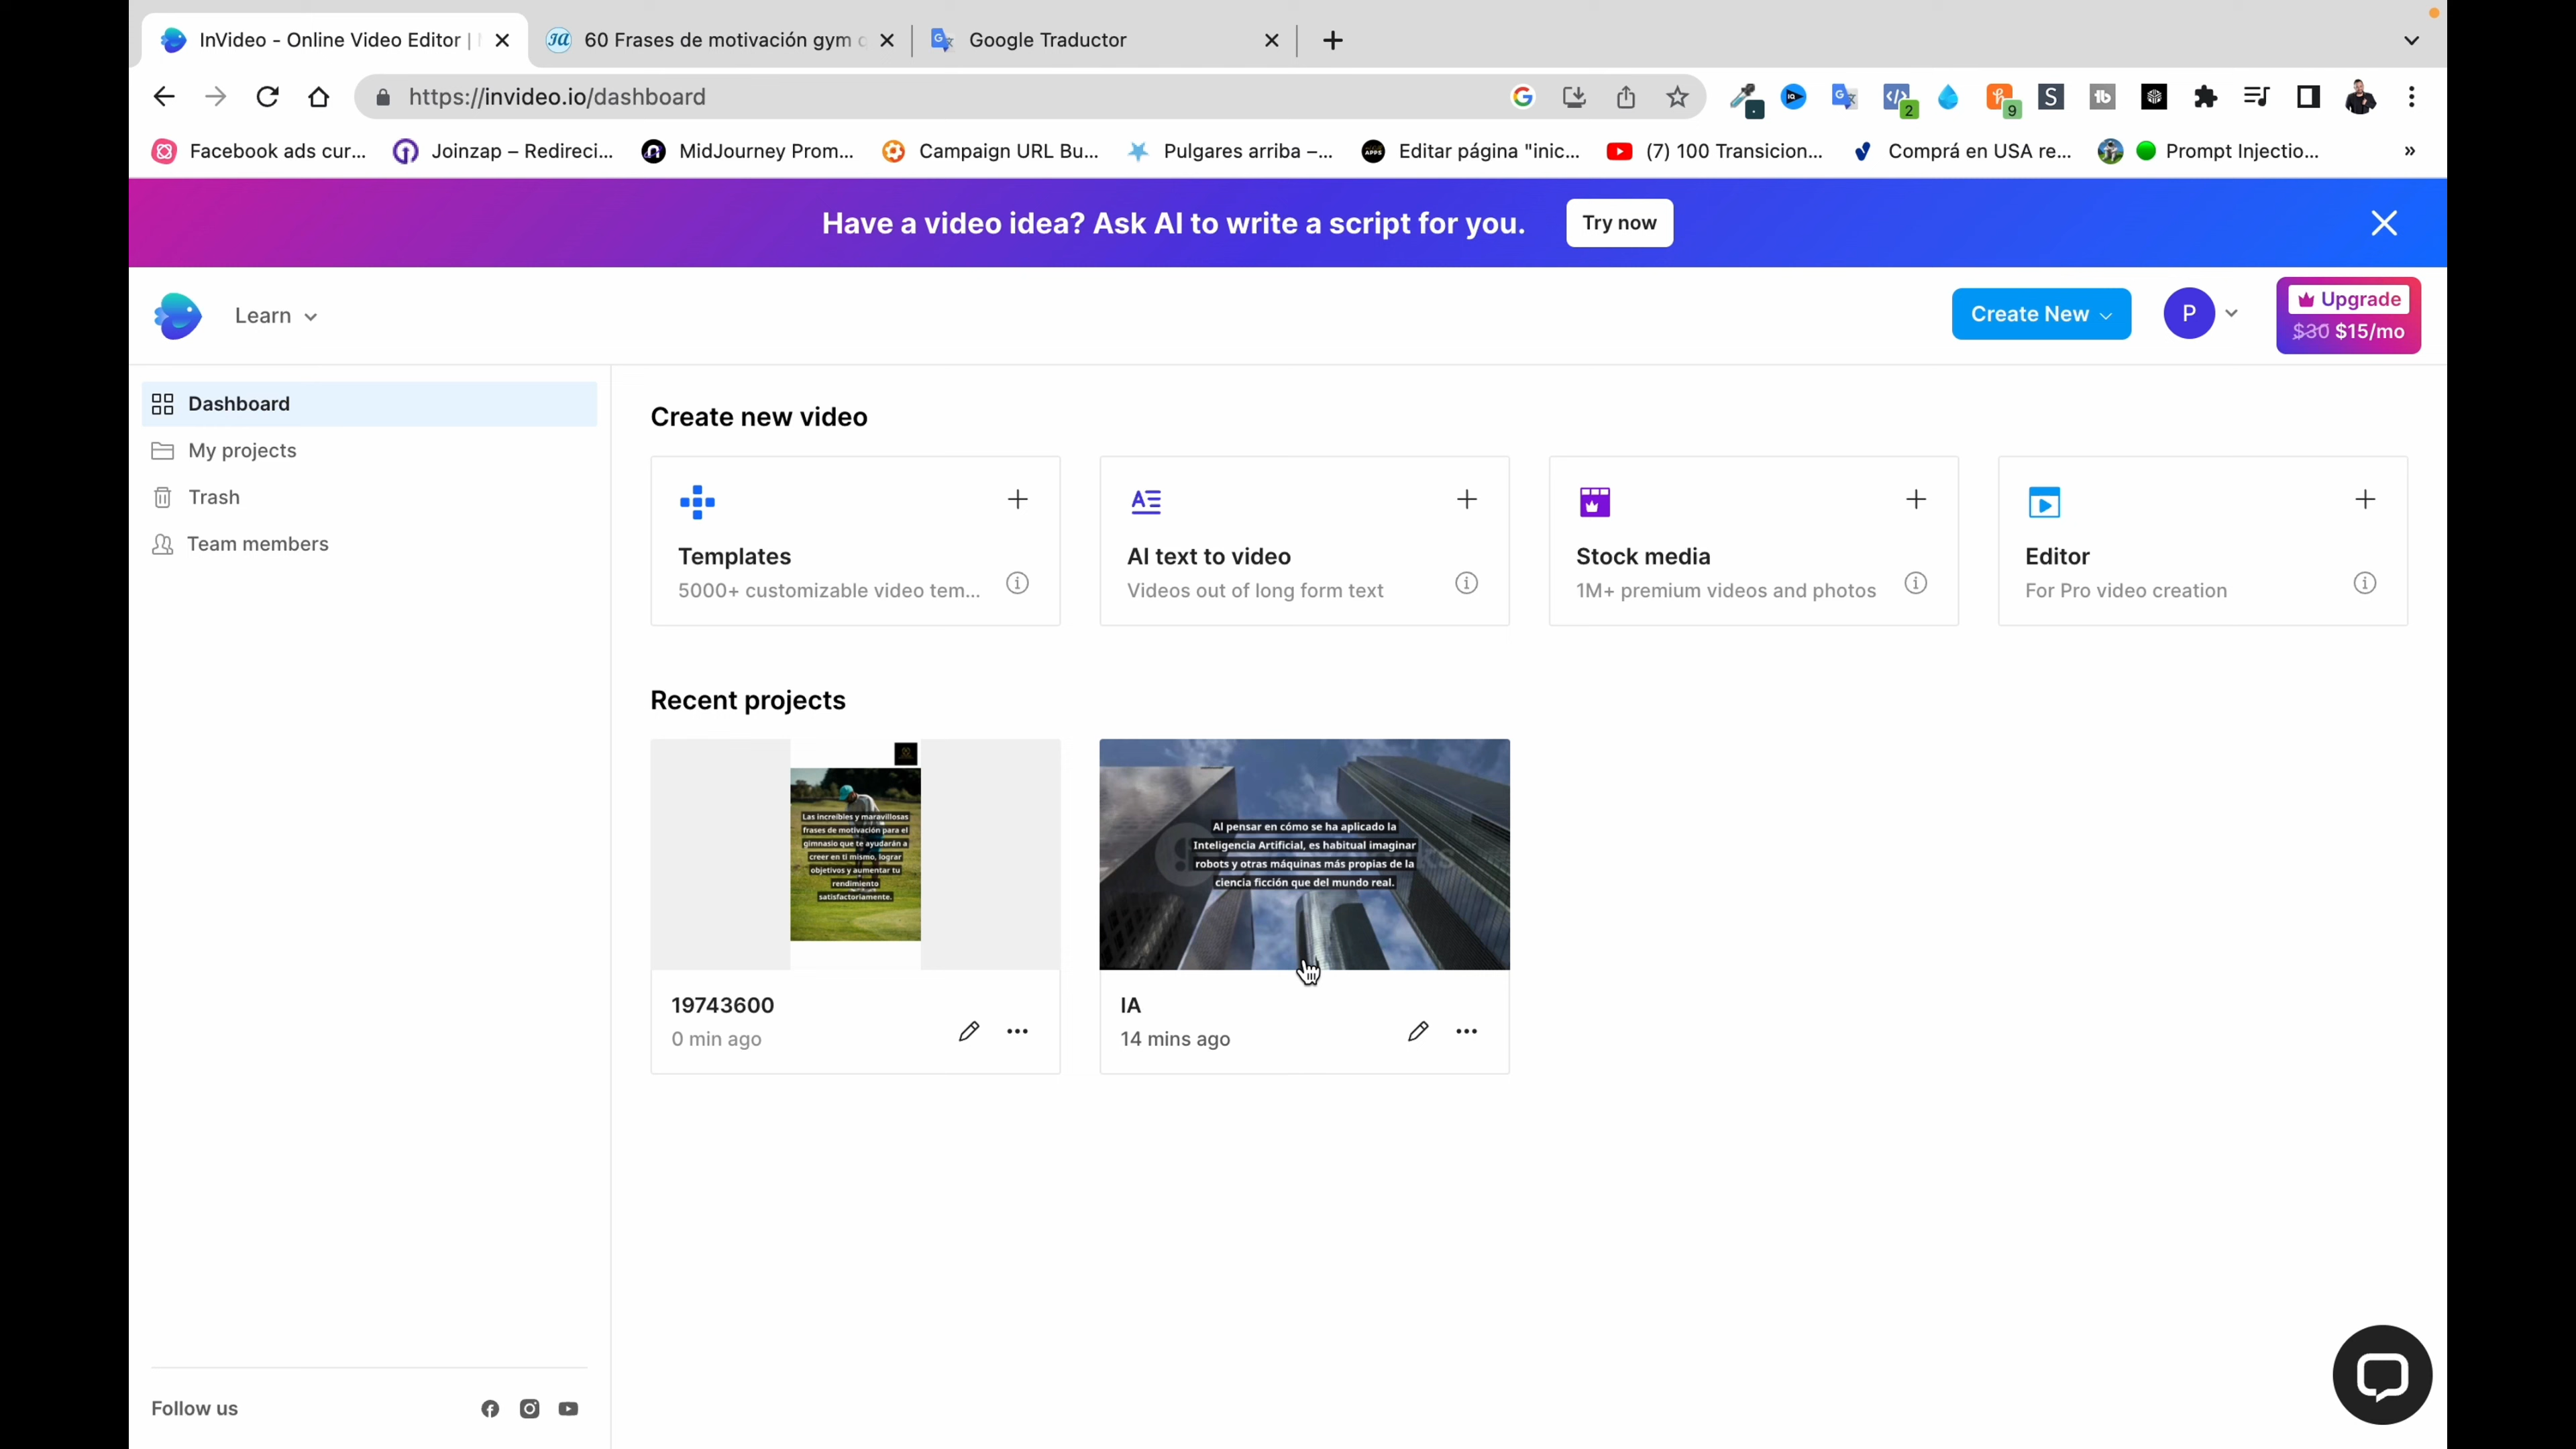 InVideo - Online Video Editor |
60 Frases de motivación gym
Google Traductor
https://invideo.io/dashboard
2
9
S
Facebook ads cur...
Joinzap – Redireci...
MidJourney Prom...
Campaign URL Bu...
Pulgares arriba –...
APPS
Editar página "inic...
(7) 100 Transicion...
Comprá en USA re...
Prompt Injectio...
»
Have a video idea? Ask AI to write a script for you.
Try now
Learn
Create New
P
Upgrade
$30 $15/mo
Dashboard
My projects
Trash
Team members
Create new video
Templates
5000+ customizable video tem...
AI text to video
Videos out of long form text
Stock media
1M+ premium videos and photos
Editor
For Pro video creation
Recent projects
Las increíbles y maravillosas
frases de motivación para el
gimnasio que te ayudarán a
creer en ti mismo, lograr
objetivos y aumentar tu
rendimiento
satisfactoriamente.
19743600
0 min ago
Al pensar en cómo se ha aplicado la
Inteligencia Artificial, es habitual imaginar
robots y otras máquinas más propias de la
ciencia ficción que del mundo real.
IA
14 mins ago
Follow us